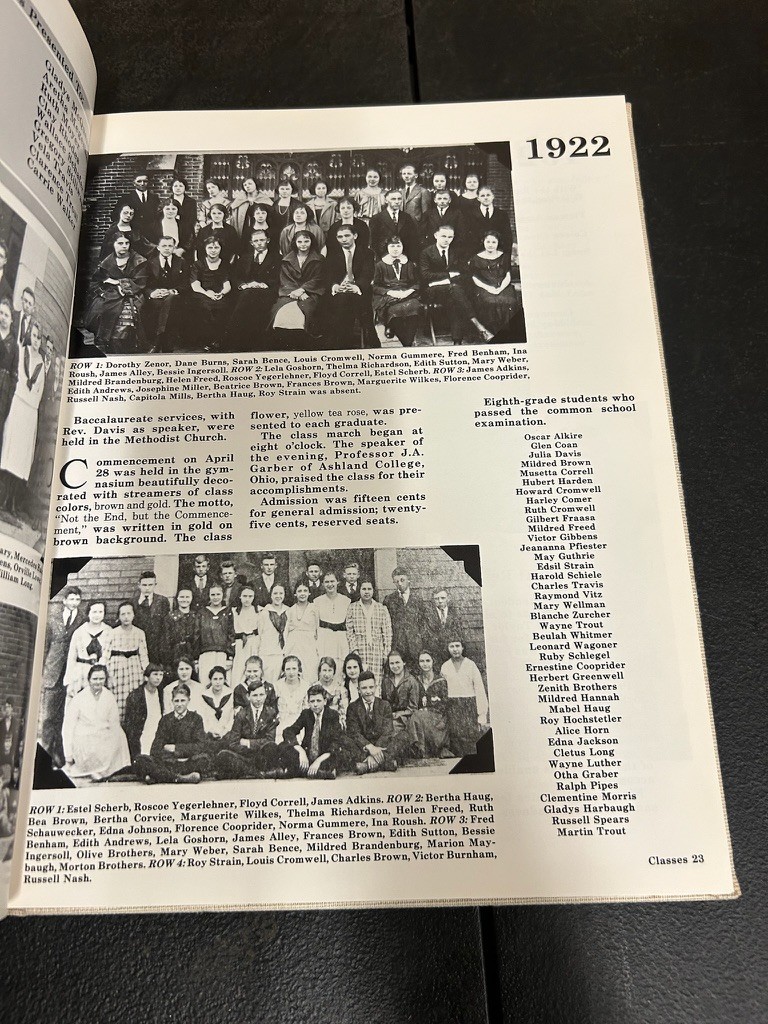 s Presented
Gladys
Walter
Gregory
Lela
Clarence
Carrie Walk
ary, Mercedes
ens, Orville
illiam Long.
1922
ROW 1: Dorothy Zenor, Dane Burns, Sarah Bence, Louis Cromwell, Norma Gummere, Fred Benham, Ina
Roush, James Alley, Bessie Ingersoll. ROW 2: Lela Goshorn, Thelma Richardson, Edith Sutton, Mary Weber,
Mildred Brandenburg, Helen Freed, Roscoe Yegerlehner, Floyd Correll, Estel Scherb. ROW 3: James Adkins,
Edith Andrews, Josephine Miller, Beatrice Brown, Frances Brown, Marguerite Wilkes, Florence Cooprider,
Russell Nash, Capitola Mills, Bertha Haug, Roy Strain was absent.
Baccalaureate services, with
Rev. Davis as speaker, were
held in the Methodist Church.
Commencement on April
28 was held in the gym-
nasium beautifully deco-
rated with streamers of class
colors, brown and gold. The motto,
"Not the End, but the Commence-
ment," was written in gold on
brown background. The class
flower, yellow tea rose, was pre-
sented to each graduate.
The class march began at
eight o'clock. The speaker of
the evening, Professor J.A.
Garber of Ashland College,
Ohio, praised the class for their
accomplishments.
Admission was fifteen cents
for general admission; twenty-
five cents, reserved seats.
Eighth-grade students who
passed the common school
examination.
Oscar Alkire
Glen Coan
Julia Davis
Mildred Brown
Musetta Correll
Hubert Harden
Howard Cromwell
Harley Comer
Ruth Cromwell
Gilbert Fraasa
Mildred Freed
Victor Gibbens
Jeananna Pfiester
May Guthrie
Edsil Strain
Harold Schiele
Charles Travis
Raymond Vitz
Mary Wellman
Blanche Zurcher
Wayne Trout
Beulah Whitmer
Leonard Wagoner
Ruby Schlegel
Ernestine Cooprider
Herbert Greenwell
Zenith Brothers
Mildred Hannah
Mabel Haug
Roy Hochstetler
Alice Horn
Edna Jackson
Cletus Long
Wayne Luther
Otha Graber
Ralph Pipes
Clementine Morris
Gladys Harbaugh
Russell Spears
Martin Trout
ROW 1: Estel Scherb, Roscoe Yegerlehner, Floyd Correll, James Adkins. ROW 2: Bertha Haug,
Bea Brown, Bertha Corvice, Marguerite Wilkes, Thelma Richardson, Helen Freed, Ruth
Schauwecker, Edna Johnson, Florence Cooprider, Norma Gummere, Ina Roush. ROW 3: Fred
Benham, Edith Andrews, Lela Goshorn, James Alley, Frances Brown, Edith Sutton, Bessie
Ingersoll, Olive Brothers, Mary Weber, Sarah Bence, Mildred Brandenburg, Marion May-
baugh, Morton Brothers. ROW 4: Roy Strain, Louis Cromwell, Charles Brown, Victor Burnham,
Russell Nash.
Classes 23